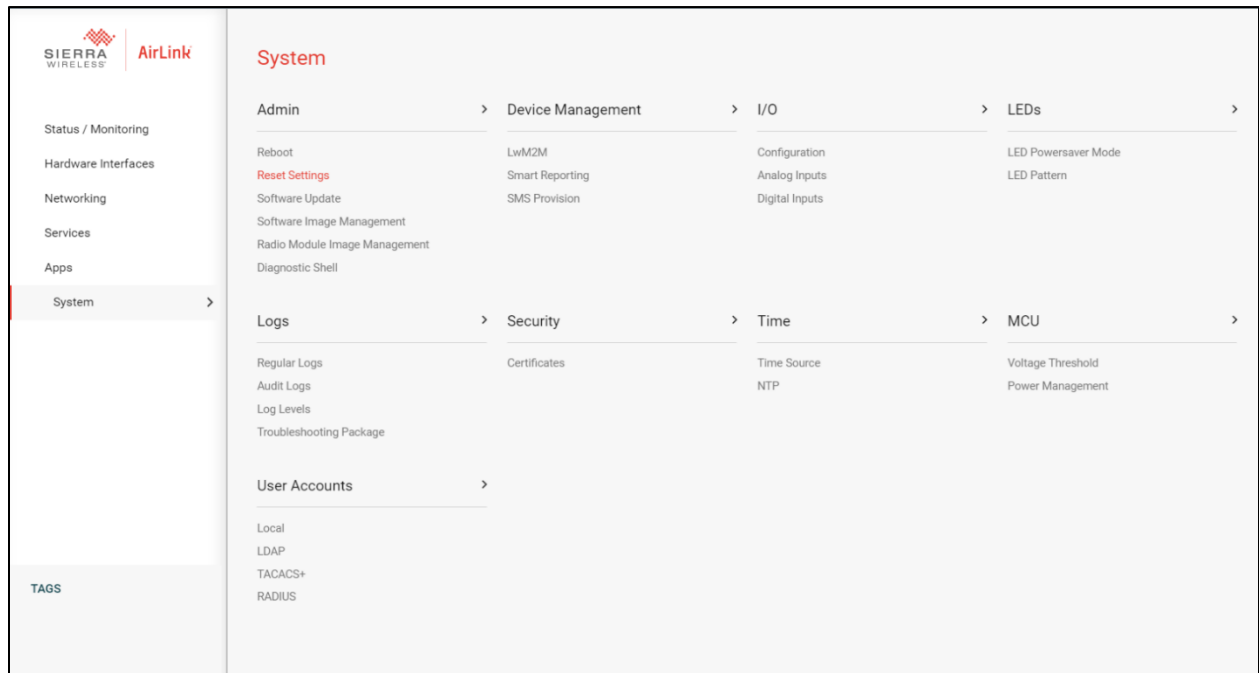 SIERRA
WIRELESS
AirLink
Status / Monitoring
Hardware Interfaces
Networking
Services
Apps
System
TAGS
System
Admin
Reboot
Reset Settings
Software Update
Software Image Management
Radio Module Image Management
Diagnostic Shell
Device Management
LwM2M
Smart Reporting
SMS Provision
I/O
Configuration
Analog Inputs
Digital Inputs
LEDs
LED Powersaver Mode
LED Pattern
Logs
Regular Logs
Audit Logs
Log Levels
Troubleshooting Package
Security
Certificates
Time
Time Source
NTP
MCU
Voltage Threshold
Power Management
User Accounts
Local
LDAP
TACACS+
RADIUS